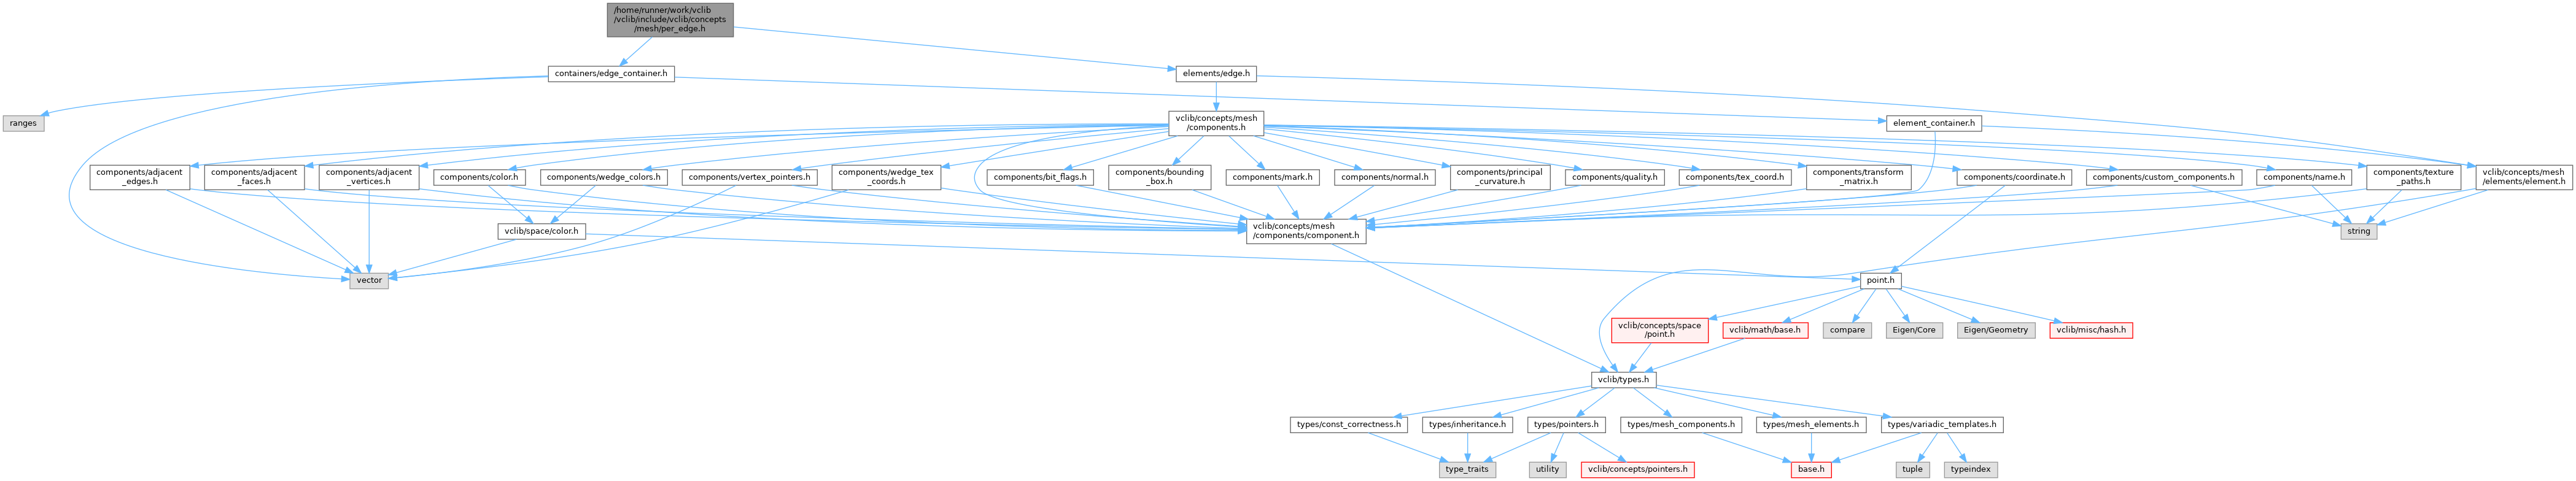 /home/runner/work/vclib
/vclib/include/vclib/concepts
/mesh/per_edge.h
containers/edge_container.h
elements/edge.h
ranges
vclib/concepts/mesh
/components.h
element_container.h
components/adjacent
_edges.h
components/adjacent
_faces.h
components/adjacent
_vertices.h
components/color.h
components/wedge_colors.h
components/vertex_pointers.h
components/wedge_tex
_coords.h
components/bit_flags.h
components/bounding
_box.h
components/mark.h
components/normal.h
components/principal
_curvature.h
components/quality.h
components/tex_coord.h
components/transform
_matrix.h
components/coordinate.h
components/custom_components.h
components/name.h
components/texture
_paths.h
vclib/concepts/mesh
/elements/element.h
vclib/space/color.h
vclib/concepts/mesh
/components/component.h
string
vector
point.h
vclib/concepts/space
/point.h
vclib/math/base.h
compare
Eigen/Core
Eigen/Geometry
vclib/misc/hash.h
vclib/types.h
types/const_correctness.h
types/inheritance.h
types/pointers.h
types/mesh_components.h
types/mesh_elements.h
types/variadic_templates.h
type_traits
utility
vclib/concepts/pointers.h
base.h
tuple
typeindex